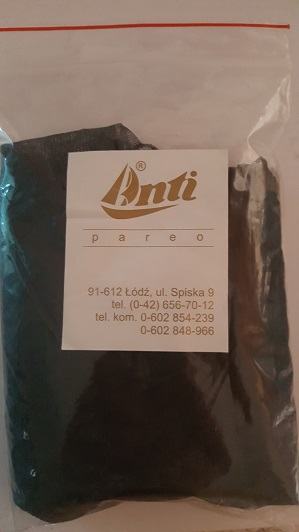 Anti®
pareo
91-612 Łódź, ul. Spiska 9
tel. (0-42) 656-70-12
tel. kom. 0-602 854-239
0-602 848-966